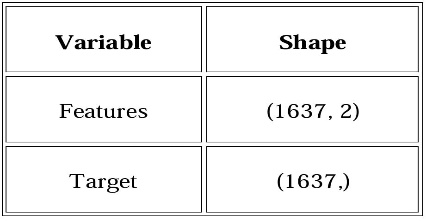 Variable Shape
Features (1637, 2)
Target (1637,)